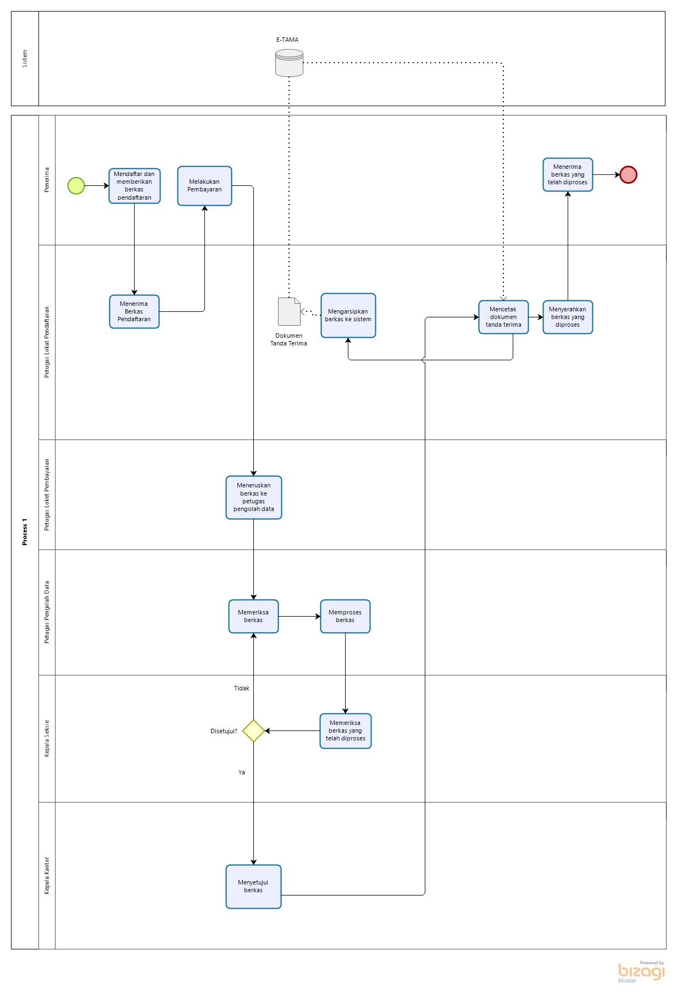 E-TAMA
Sistem
Process 1
Penerima
Mendaftar dan
memberikan
berkas
pendaftaran
Melakukan
Pembayaran
Menerima
berkas yang
telah diproses
Petugas Lokat Pendaftaran
Menerima
Berkas
Pendaftaran
Dokumen
Tanda Terima
Mengarsipkan
berkas ke sistem
Mencetak
dokumen
tanda terima
Menyerahkan
berkas yang
diproses
Petugas Loket Pembayaran
Meneruskan
berkas ke
petugas
pengolah data
Petugas Pengolah Data
Memeriksa
berkas
Memproses
berkas
Kepala Seksie
Tidak
Disetujui?
Ya
Memeriksa
berkas yang
telah diproses
Kepala Kantor
Menyetujui
berkas
Powered by
bizagi
Modeler